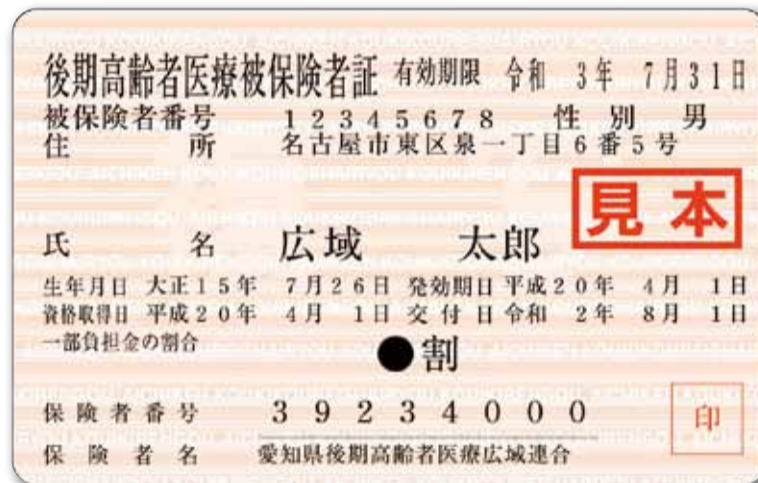 後期高齢者医療被保険者証 有効期限 令和 3年 7月31日
被保険者番号 12345678 性別 男
住所 名古屋市東区泉一丁目6番5号
見本
氏名 広域 太郎
生年月日 大正15年 7月26日 発効期日 平成20年 4月 1日
資格取得日 平成20年 4月 1日 交付日 令和 2年 8月 1日
一部負担金の割合
●割
保険者番号 39234000
印
保険者名 愛知県後期高齢者医療広域連合